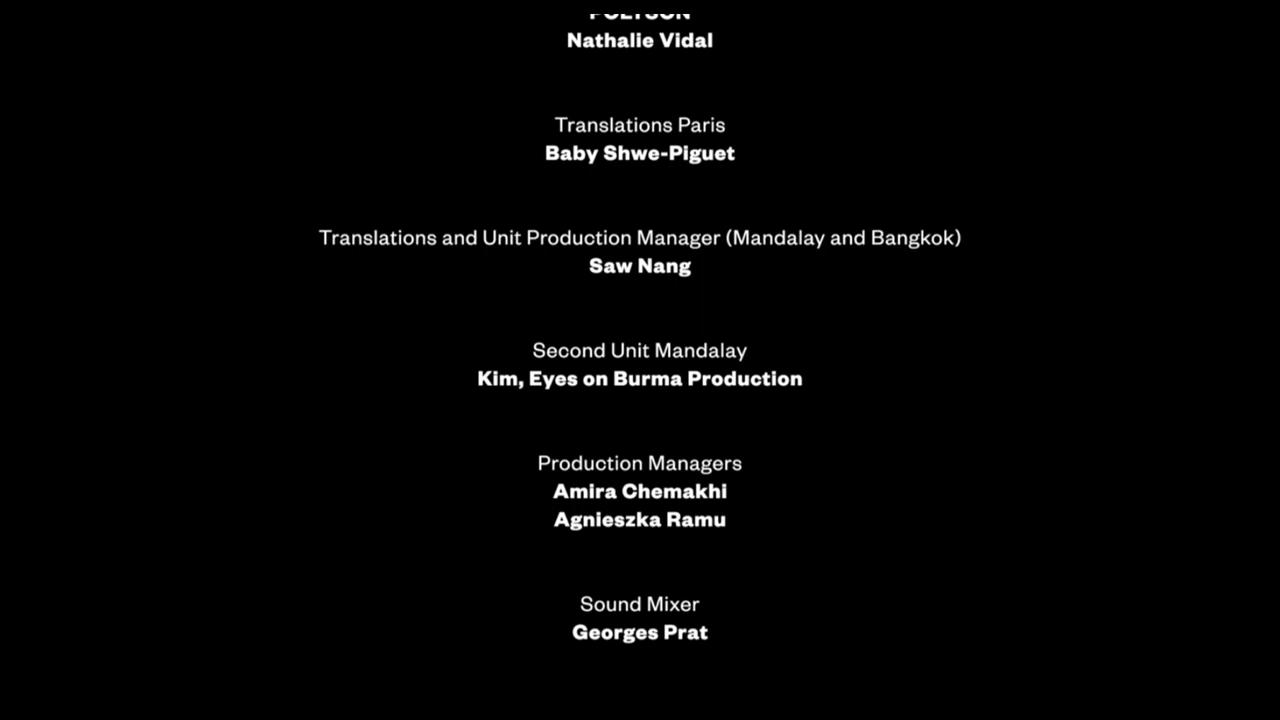 POLYSON
Nathalie Vidal
Translations Paris
Baby Shwe-Piguet
Translations and Unit Production Manager (Mandalay and Bangkok)
Saw Nang
Second Unit Mandalay
Kim, Eyes on Burma Production
Production Managers
Amira Chemakhi
Agnieszka Ramu
Sound Mixer
Georges Prat